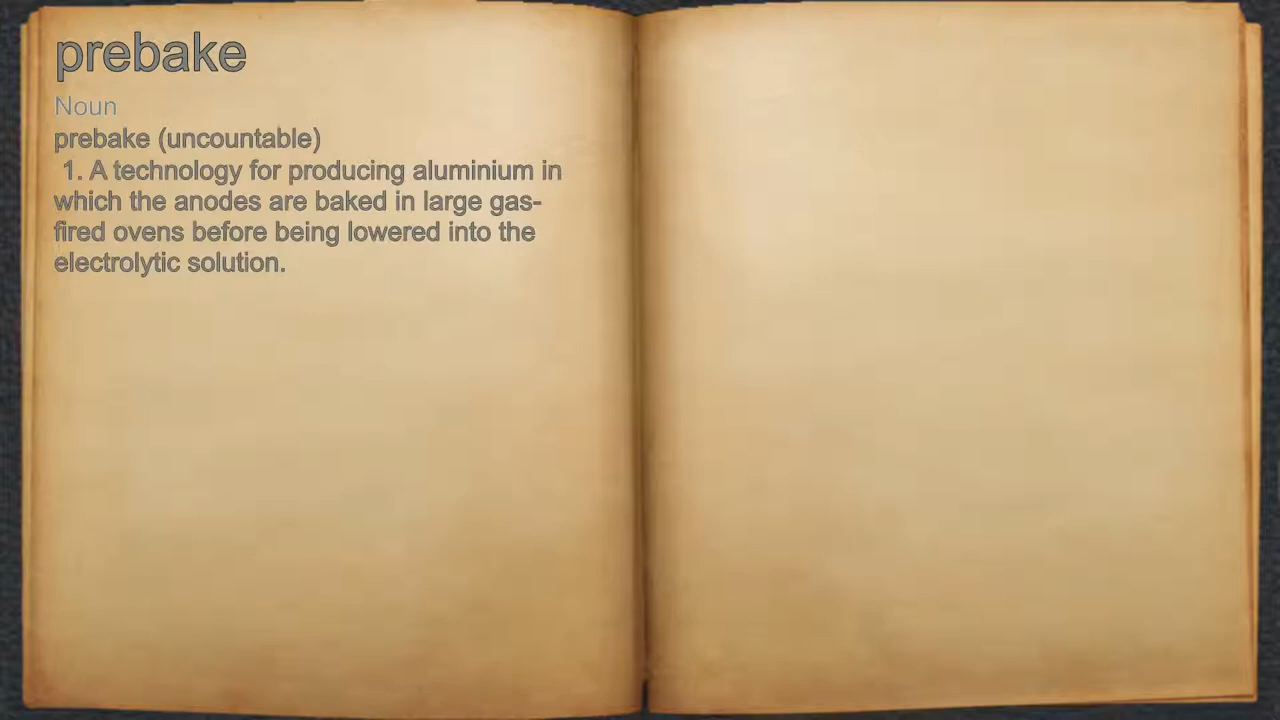 prebake
Noun
prebake (uncountable)
1. A technology for producing aluminium in
which the anodes are baked in large gas-
fired ovens before being lowered into the
electrolytic solution.